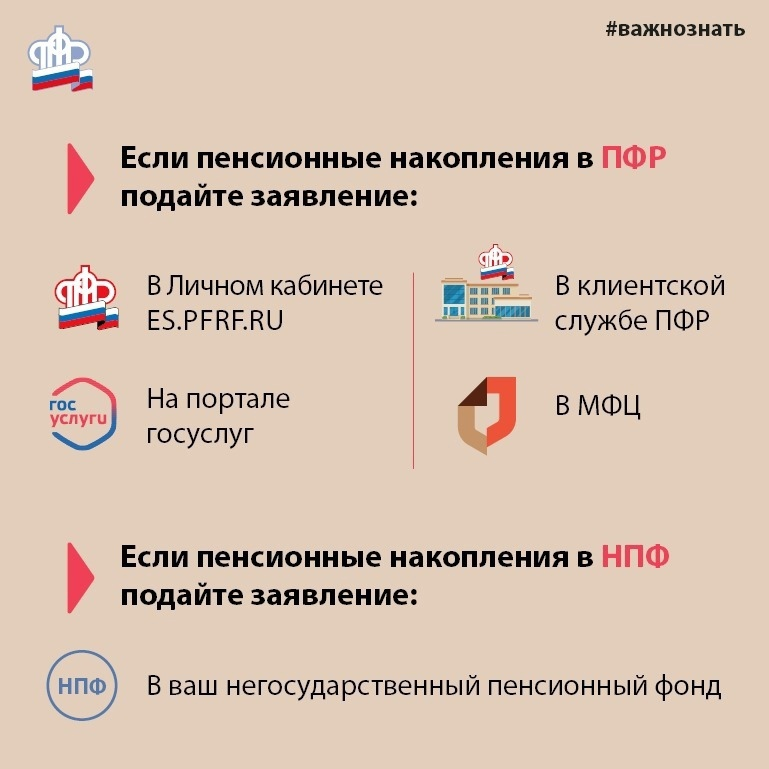 #важнознать
Если пенсионные накопления в ПФР
подайте заявление:
В Личном кабинете
ES.PFRF.RU
В клиентской
службе ПФР
гос
услуги
На портале
госуслуг
В МФЦ
Если пенсионные накопления в НПФ
подайте заявление:
НПФ
В ваш негосударственный пенсионный фонд